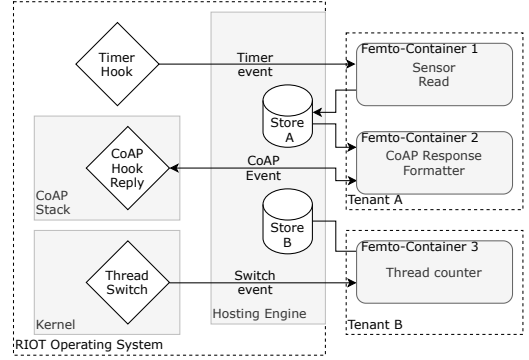 Timer
Hook
Timer
event
Femto-Container 1
Sensor
Read
Store
A
Femto-Container 2
CoAP Response
Formatter
Tenant A
CoAP
Hook
Reply
CoAP
Event
CoAP
Stack
Store
B
Femto-Container 3
Thread counter
Tenant B
Thread
Switch
Switch
event
Kernel
Hosting Engine
RIOT Operating System